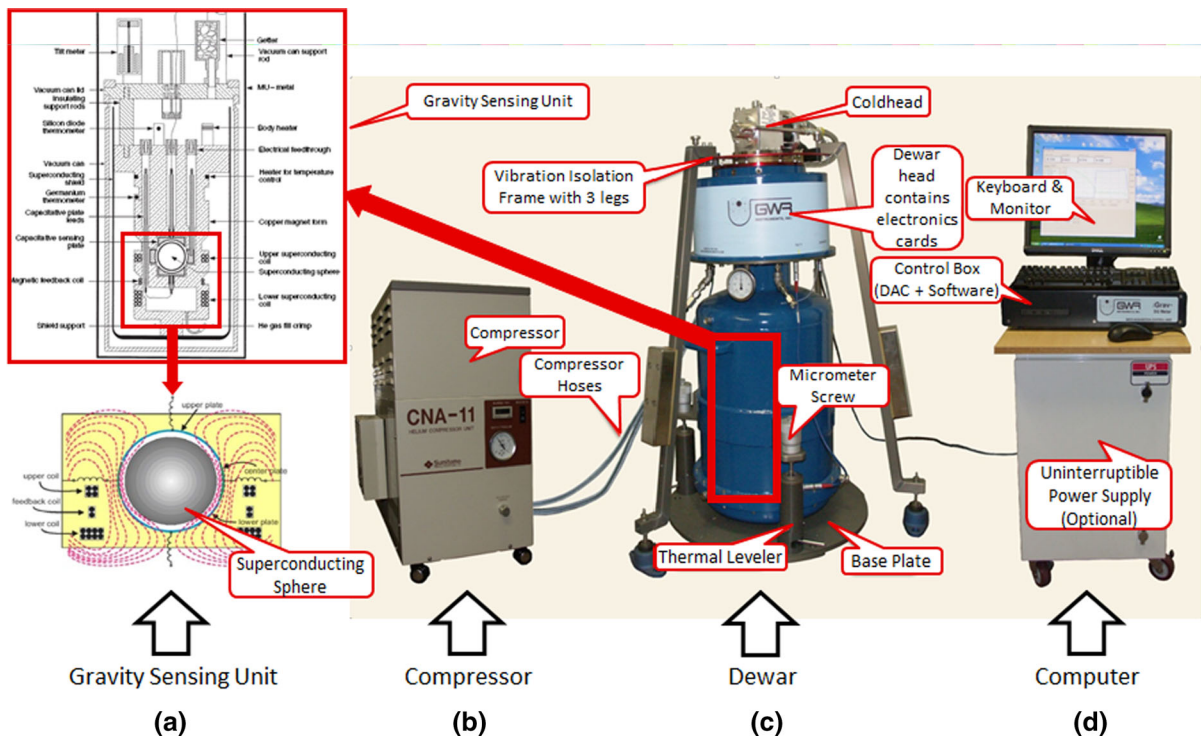 Tilt meter
Getter
Vacuum can support
rod
Vacuum can lid
Insulating
support rods
MU – metal
Silicon diode
thermometer
Body heater
Electrical feedthrough
Vacuum can
Superconducting
shield
Heater for temperature
control
Germanium
thermometer
Capacitative plate
leeds
Copper magnet form
Capacitative sensing
plate
Upper superconducting
coil
Superconducting sphere
Magnetic feedback coil
Lower superconducting
coil
Shield support
He gas fill crimp
upper plate
center plate
upper coil
feedback coil
lower coil
lower plate
Superconducting
Sphere
Gravity Sensing Unit
Gravity Sensing Unit
(a)
Compressor
Compressor
Hoses
CNA-11
HELIUM COMPRESSOR UNIT
Sumitomo
Compressor
(b)
Coldhead
Vibration Isolation
Frame with 3 legs
Dewar
head
contains
electronics
cards
GWR
INSTRUMENTS, INC.
Micrometer
Screw
Thermal Leveler
Base Plate
Dewar
(c)
Keyboard &
Monitor
Control Box
(DAC + Software)
GWR
iGrav
UPS
Uninterruptible
Power Supply
(Optional)
Computer
(d)